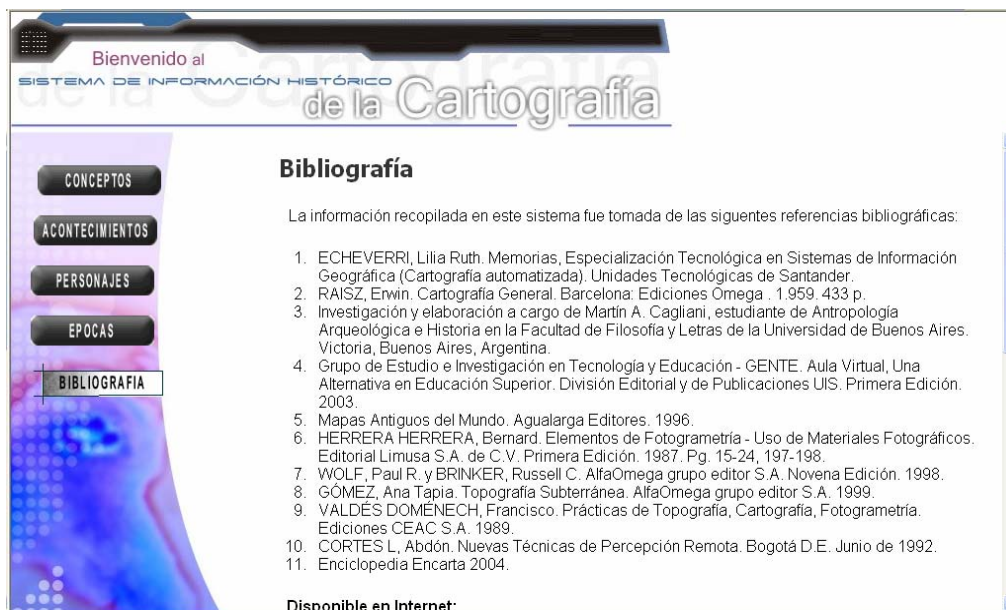 Bienvenido al
SISTEMA DE INFORMACIÓN HISTÓRICO
de la Cartografía
CONCEPTOS
ACONTECIMIENTOS
PERSONAJES
EPOCAS
BIBLIOGRAFIA
Bibliografía
La información recopilada en este sistema fue tomada de las siguentes referencias bibliográficas:
1. ECHEVERRI, Lilia Ruth. Memorias, Especialización Tecnológica en Sistemas de Información
Geográfica (Cartografía automatizada). Unidades Tecnológicas de Santander.
2. RAISZ, Erwin. Cartografía General. Barcelona: Ediciones Omega . 1.959. 433 p.
3. Investigación y elaboración a cargo de Martín A. Cagliani, estudiante de Antropología
Arqueológica e Historia en la Facultad de Filosofía y Letras de la Universidad de Buenos Aires.
Victoria, Buenos Aires, Argentina.
4. Grupo de Estudio e Investigación en Tecnología y Educación - GENTE. Aula Virtual, Una
Alternativa en Educación Superior. División Editorial y de Publicaciones UIS. Primera Edición.
2003.
5. Mapas Antiguos del Mundo. Agualarga Editores. 1996.
6. HERRERA HERRERA, Bernard. Elementos de Fotogrametría - Uso de Materiales Fotográficos.
Editorial Limusa S.A. de C.V. Primera Edición. 1987. Pg. 15-24, 197-198.
7. WOLF, Paul R. y BRINKER, Russell C. AlfaOmega grupo editor S.A. Novena Edición. 1998.
8. GÓMEZ, Ana Tapia. Topografía Subterránea. AlfaOmega grupo editor S.A. 1999.
9. VALDÉS DOMÉNECH, Francisco. Prácticas de Topografía, Cartografía, Fotogrametría.
Ediciones CEAC S.A. 1989.
10. CORTES L, Abdón. Nuevas Técnicas de Percepción Remota. Bogotá D.E. Junio de 1992.
11. Enciclopedia Encarta 2004.
Disponible en Internet: